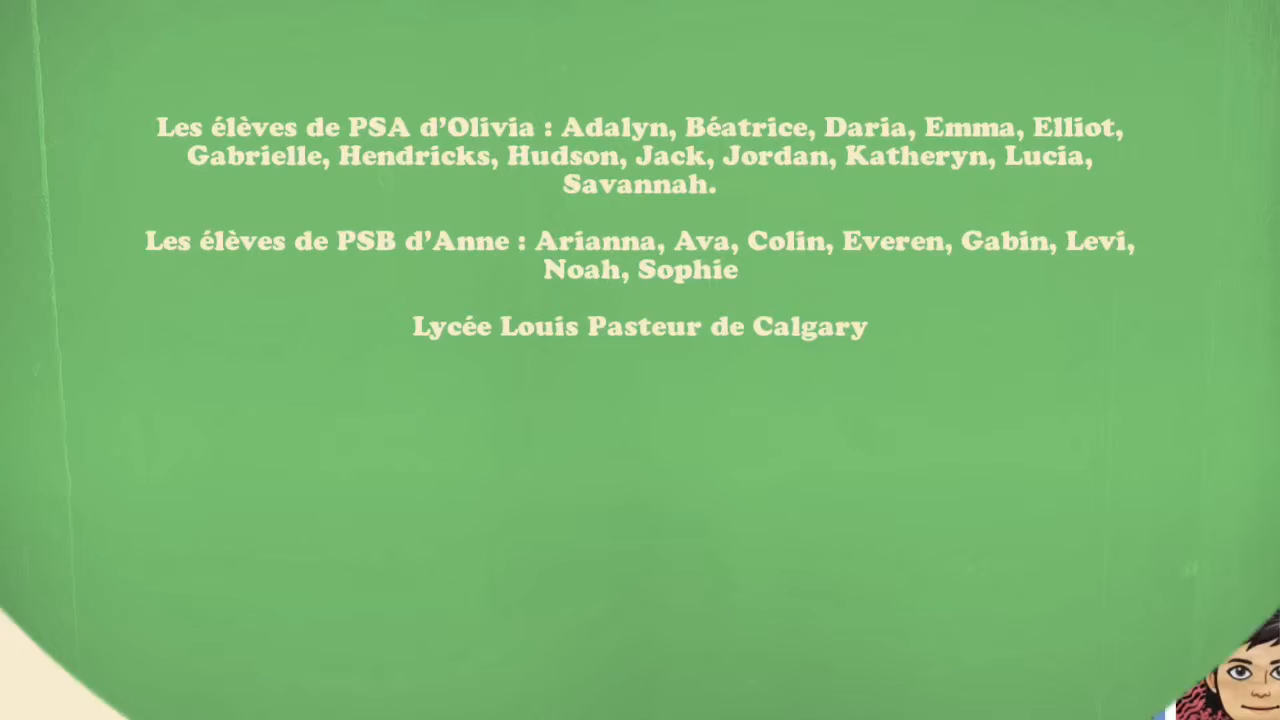 Les élèves de PSA d’Olivia : Adalyn, Béatrice, Daria, Emma, Elliot,
Gabrielle, Hendricks, Hudson, Jack, Jordan, Katheryn, Lucia,
Savannah.
Les élèves de PSB d’Anne : Arianna, Ava, Colin, Everen, Gabin, Levi,
Noah, Sophie
Lycée Louis Pasteur de Calgary